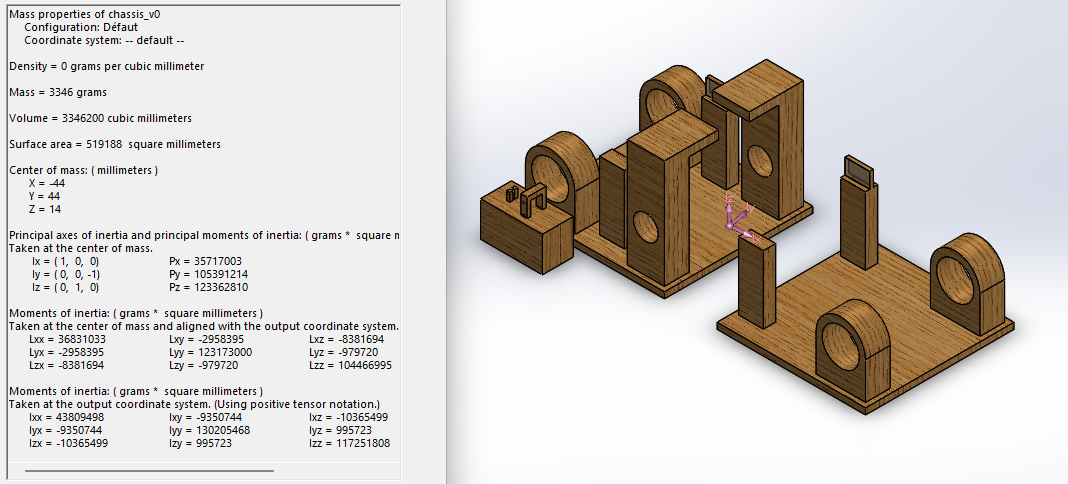 Mass properties of chassis_v0
Configuration: Défaut
Coordinate system: -- default --
Density = 0 grams per cubic millimeter
Mass = 3346 grams
Volume = 3346200 cubic millimeters
Surface area = 519188 square millimeters
Center of mass: ( millimeters )
X = -44
Y = 44
Z = 14
Principal axes of inertia and principal moments of inertia: ( grams * square n
Taken at the center of mass.
Ix = ( 1, 0, 0) Px = 35717003
Iy = ( 0, 0, -1) Py = 105391214
Iz = ( 0, 1, 0) Pz = 123362810
Moments of inertia: ( grams * square millimeters )
Taken at the center of mass and aligned with the output coordinate system.
Lxx = 36831033 Lxy = -2958395 Lxz = -8381694
Lyx = -2958395 Lyy = 123173000 Lyz = -979720
Lzx = -8381694 Lzy = -979720 Lzz = 104466995
Moments of inertia: ( grams * square millimeters )
Taken at the output coordinate system. (Using positive tensor notation.)
Ixx = 43809498 Ixy = -9350744 Ixz = -10365499
Iyx = -9350744 Iyy = 130205468 Iyz = 995723
Izx = -10365499 Izy = 995723 Izz = 117251808